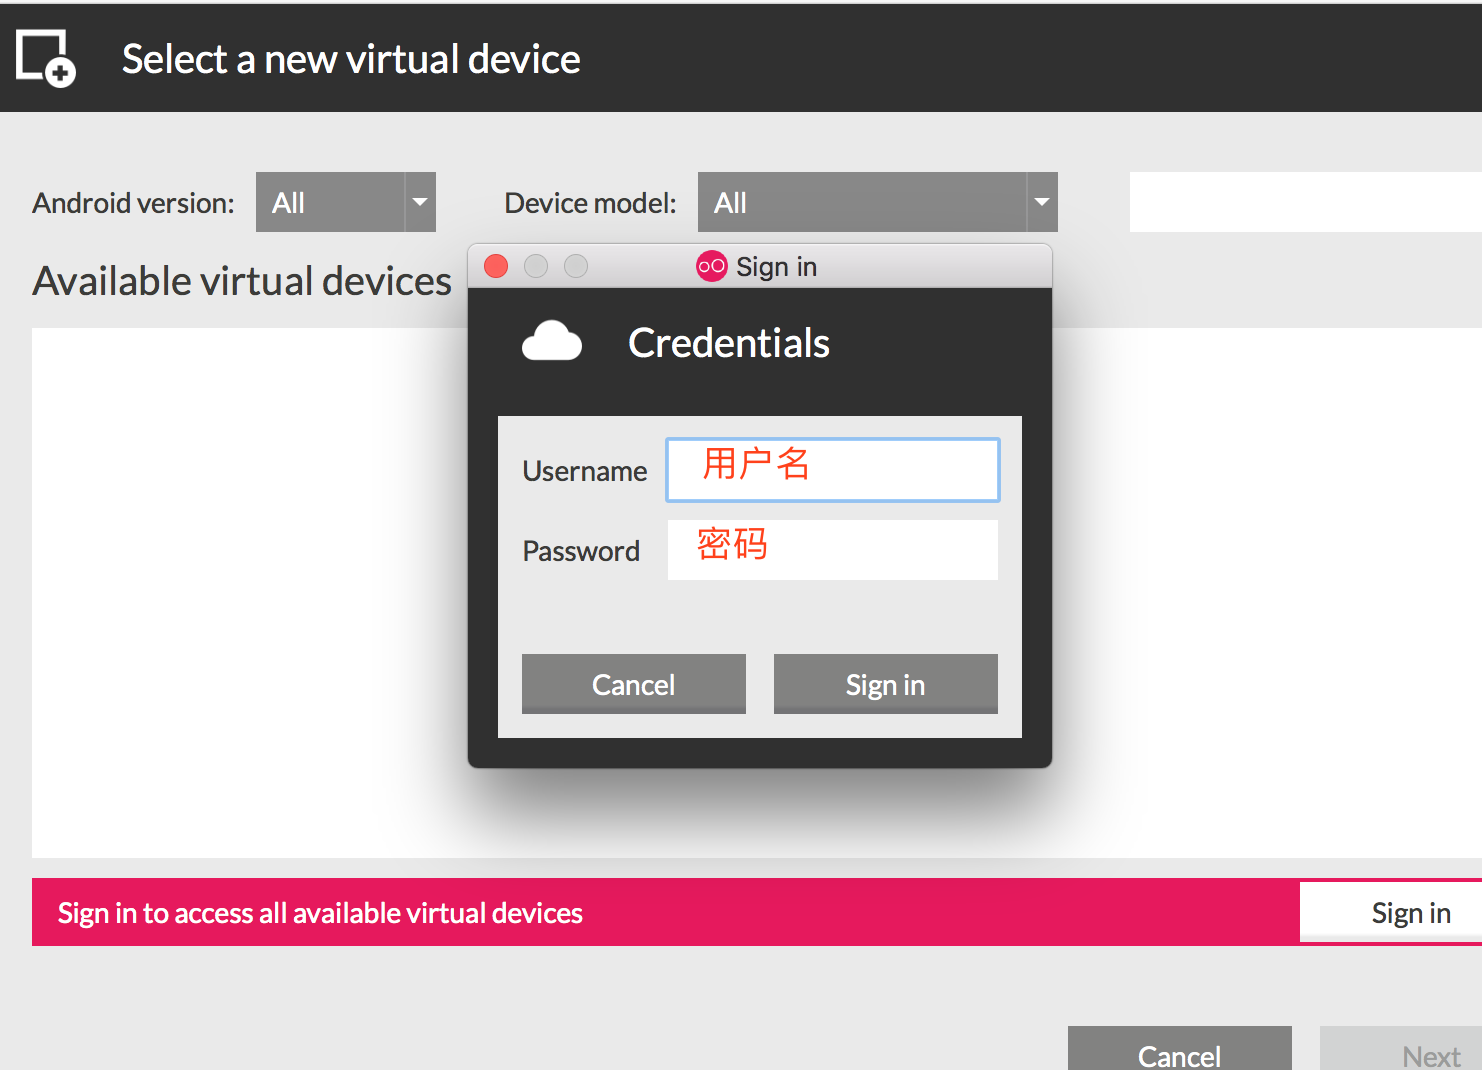 Select a new virtual device
Android version: All Device model: All
Available virtual devices
Sign in
Credentials
Username 用户名
Password 密码
Cancel Sign in
Sign in to access all available virtual devices Sign in
Cancel Next